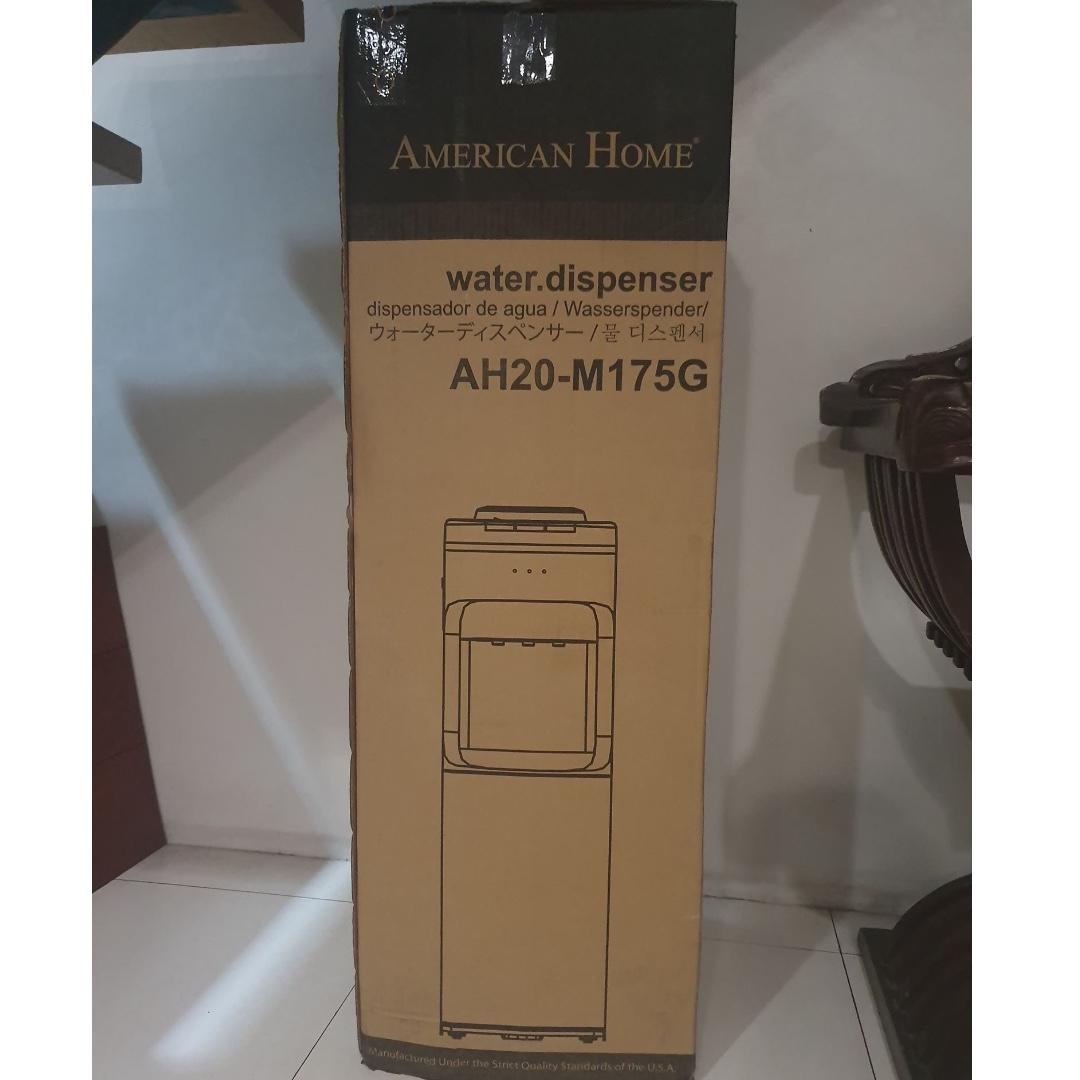 AMERICAN HOME®
water.dispenser
dispensador de agua / Wasserspender/
ウォーターディスペンサー /물 디스펜서
AH20-M175G
Manufactured Under the Strict Quality Standards of the U.S.A.